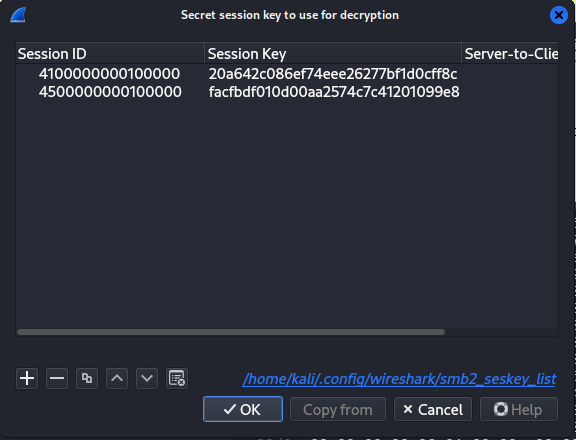 Secret session key to use for decryption
Session ID Session Key Server-to-Clie
4100000000100000 20a642c086ef74eee26277bf1d0cff8c
4500000000100000 facfbdf010d00aa2574c7c41201099e8
/home/kali/.config/wireshark/smb2_seskey_list
OK Copy from Cancel Help